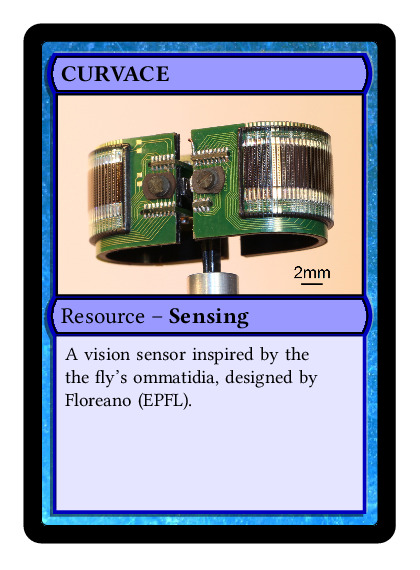 CURVACE
2mm
Resource – Sensing
A vision sensor inspired by the
the fly's ommatidia, designed by
Floreano (EPFL).